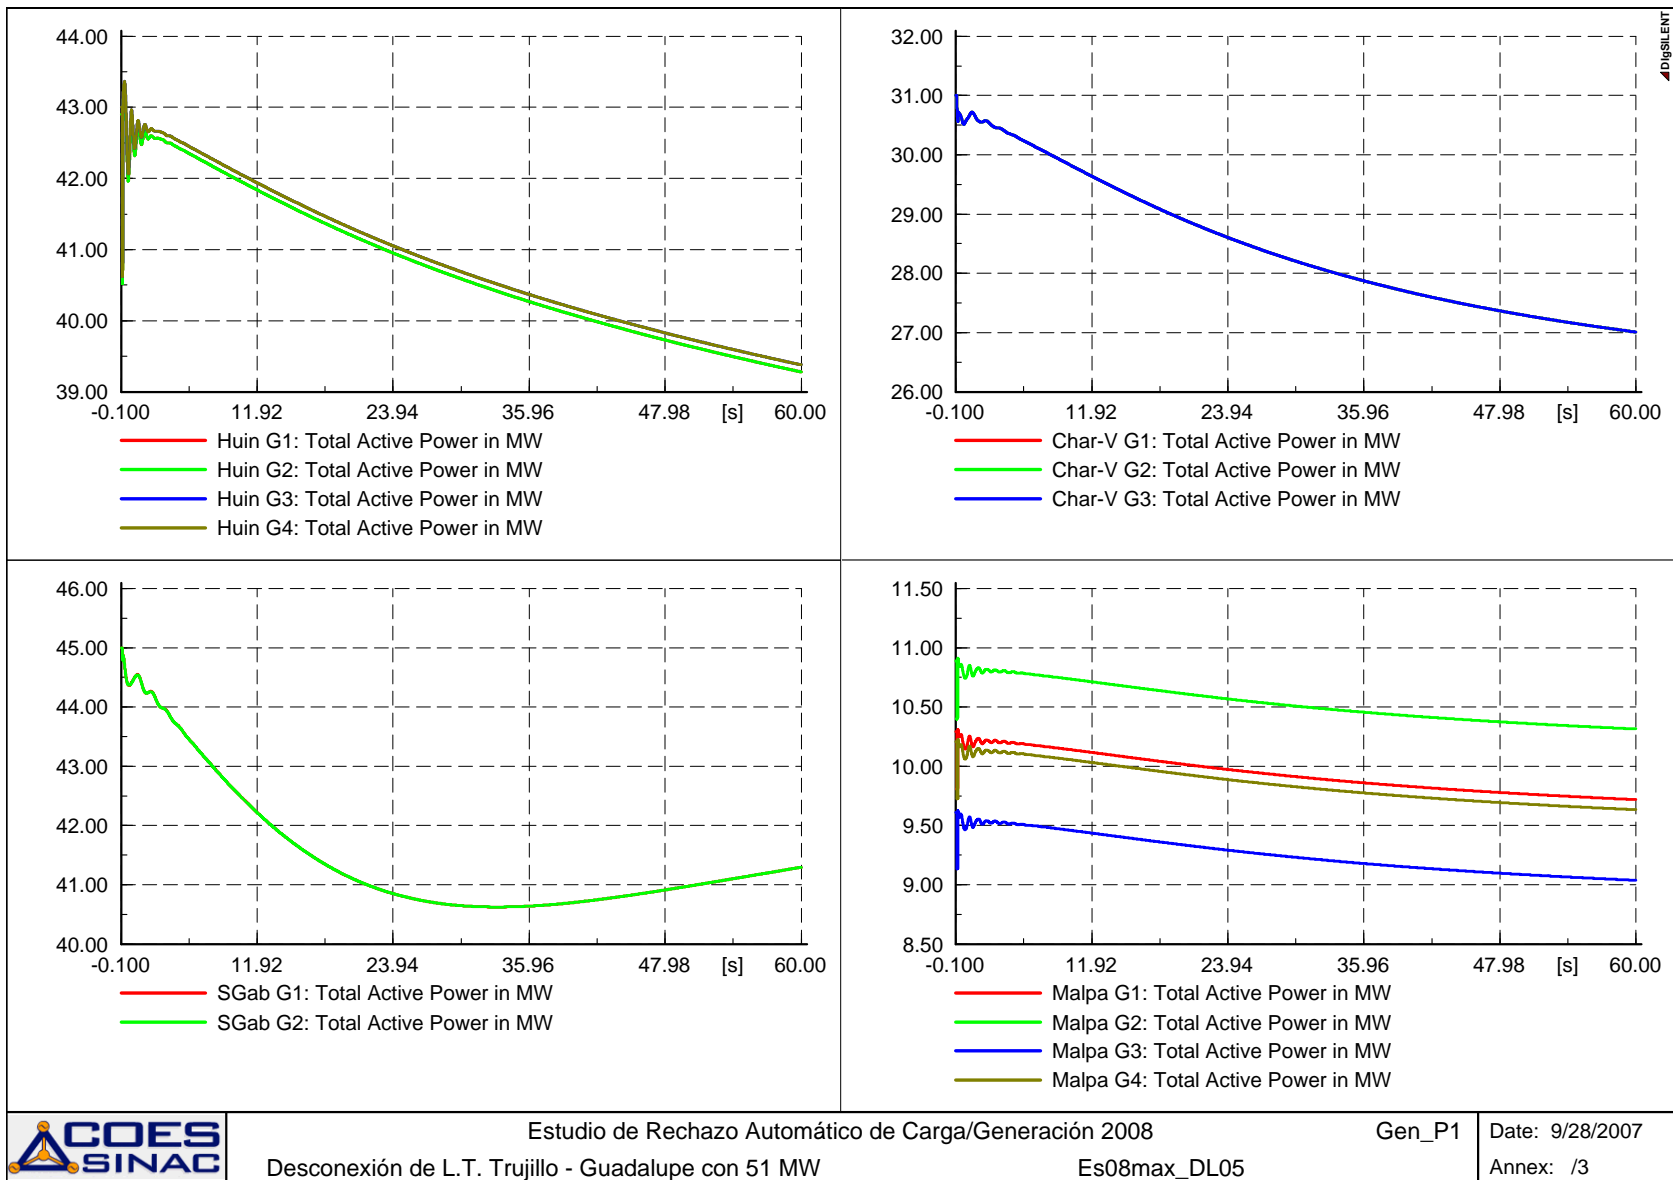 44.00
43.00
42.00
41.00
40.00
39.00
-0.100 11.92 23.94 35.96 47.98 [s] 60.00
Huin G1: Total Active Power in MW
Huin G2: Total Active Power in MW
Huin G3: Total Active Power in MW
Huin G4: Total Active Power in MW
32.00
31.00
30.00
29.00
28.00
27.00
26.00
-0.100 11.92 23.94 35.96 47.98 [s] 60.00
Char-V G1: Total Active Power in MW
Char-V G2: Total Active Power in MW
Char-V G3: Total Active Power in MW
DIgSILENT
46.00
45.00
44.00
43.00
42.00
41.00
40.00
-0.100 11.92 23.94 35.96 47.98 [s] 60.00
SGab G1: Total Active Power in MW
SGab G2: Total Active Power in MW
11.50
11.00
10.50
10.00
9.50
9.00
8.50
-0.100 11.92 23.94 35.96 47.98 [s] 60.00
Malpa G1: Total Active Power in MW
Malpa G2: Total Active Power in MW
Malpa G3: Total Active Power in MW
Malpa G4: Total Active Power in MW
COES
SINAC
Estudio de Rechazo Automático de Carga/Generación 2008 Gen_P1
Desconexión de L.T. Trujillo - Guadalupe con 51 MW Es08max_DL05
Date: 9/28/2007
Annex: /3